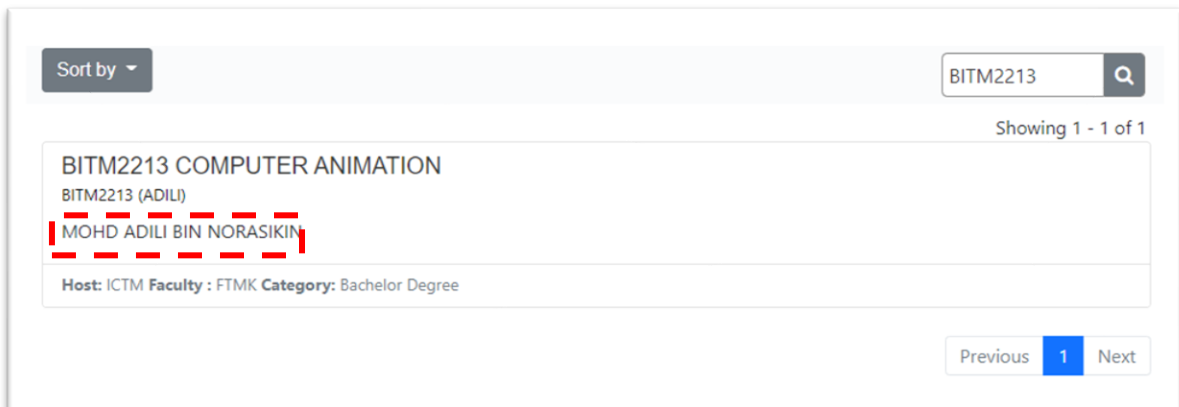 Sort by
BITM2213
Showing 1 - 1 of 1
BITM2213 COMPUTER ANIMATION
BITM2213 (ADILI)
MOHD ADILI BIN NORASIKIN
Host: ICTM Faculty : FTMK Category: Bachelor Degree
Previous 1 Next